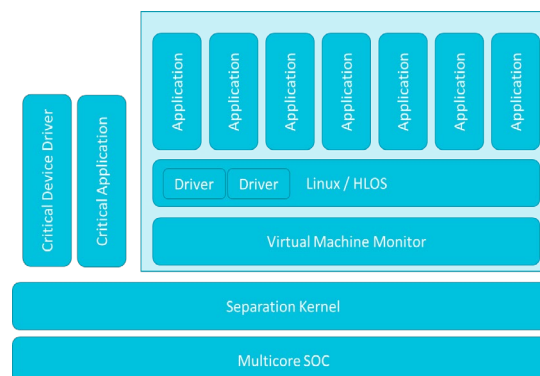 Critical Device Driver
Critical Application
Application
Application
Application
Application
Application
Application
Application
Driver
Driver
Linux / HLOS
Virtual Machine Monitor
Separation Kernel
Multicore SOC